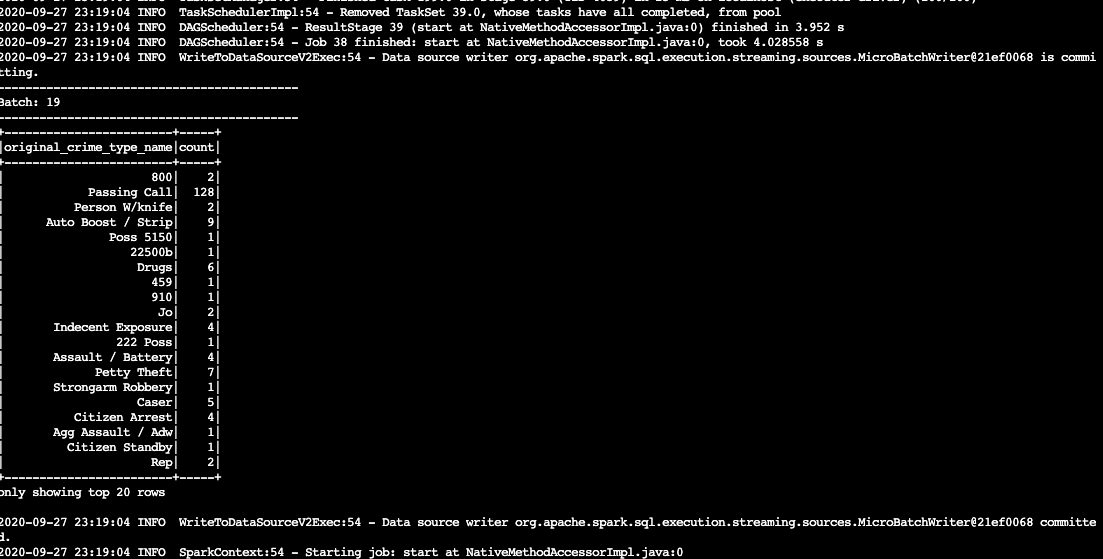 2020-09-27 23:19:04 INFO  TaskSchedulerImpl:54 - Removed TaskSet 39.0, whose tasks have all completed, from pool
2020-09-27 23:19:04 INFO  DAGScheduler:54 - ResultStage 39 (start at NativeMethodAccessorImpl.java:0) finished in 3.952 s
2020-09-27 23:19:04 INFO  DAGScheduler:54 - Job 38 finished: start at NativeMethodAccessorImpl.java:0, took 4.028558 s
2020-09-27 23:19:04 INFO  WriteToDataSourceV2Exec:54 - Data source writer org.apache.spark.sql.execution.streaming.sources.MicroBatchWriter@21ef0068 is commi
tting.
-------------------------------------------
Batch: 19
-------------------------------------------
+------------------------+-----+
|original_crime_type_name|count|
+------------------------+-----+
|                     800|    2|
|            Passing Call|  128|
|          Person W/knife|    2|
|      Auto Boost / Strip|    9|
|               Poss 5150|    1|
|                  22500b|    1|
|                   Drugs|    6|
|                     459|    1|
|                     910|    1|
|                      Jo|    2|
|       Indecent Exposure|    4|
|                222 Poss|    1|
|       Assault / Battery|    4|
|             Petty Theft|    7|
|       Strongarm Robbery|    1|
|                   Caser|    5|
|          Citizen Arrest|    4|
|       Agg Assault / Adw|    1|
|         Citizen Standby|    1|
|                     Rep|    2|
+------------------------+-----+
only showing top 20 rows
2020-09-27 23:19:04 INFO  WriteToDataSourceV2Exec:54 - Data source writer org.apache.spark.sql.execution.streaming.sources.MicroBatchWriter@21ef0068 committe
d.
2020-09-27 23:19:04 INFO  SparkContext:54 - Starting job: start at NativeMethodAccessorImpl.java:0